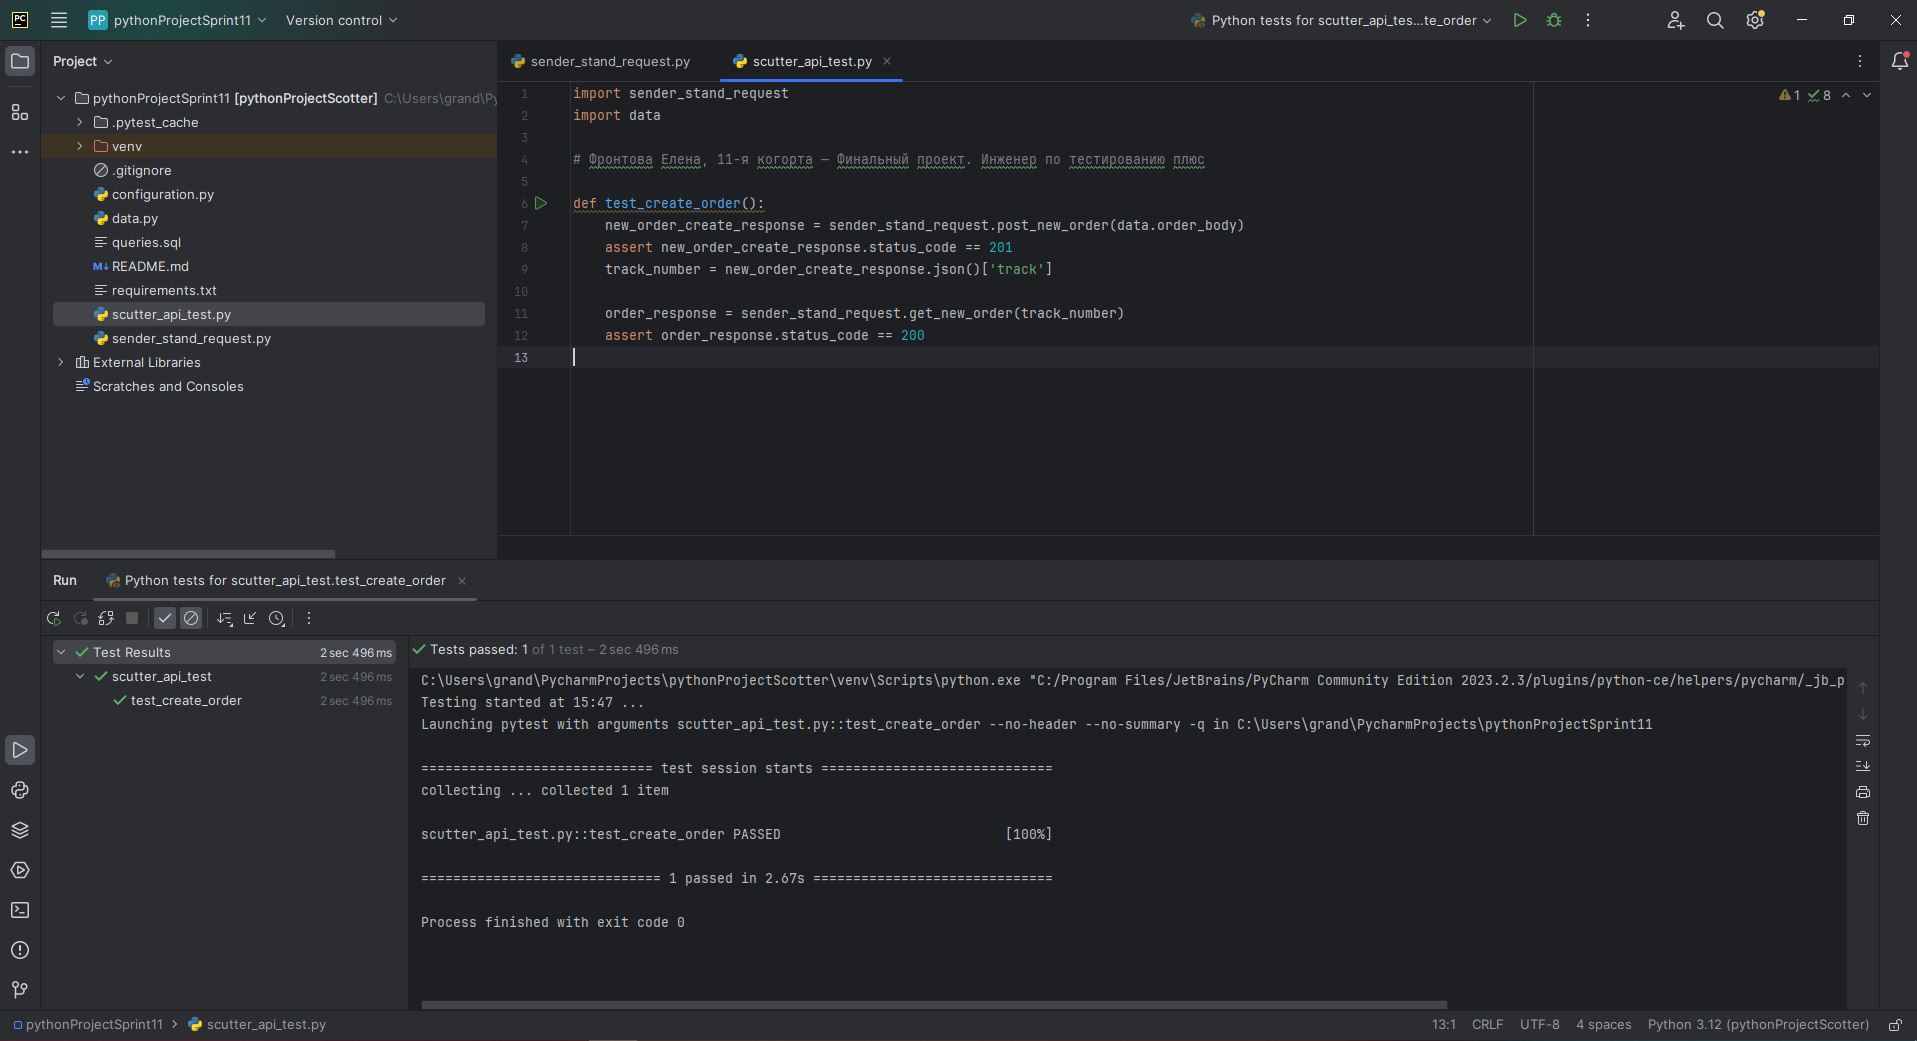 PC
PP pythonProjectSprint11 Version control Python tests for scutter_api_tes...te_order
Project
pythonProjectSprint11 [pythonProjectScotter] C:\Users\grand\Py
.pytest_cache
venv
.gitignore
configuration.py
data.py
queries.sql
README.md
requirements.txt
scutter_api_test.py
sender_stand_request.py
External Libraries
Scratches and Consoles
sender_stand_request.py scutter_api_test.py
1 8
1 import sender_stand_request
2 import data
3
4 # Фронтова Елена, 11-я когорта — Финальный проект. Инженер по тестированию плюс
5
6 def test_create_order():
7 new_order_create_response = sender_stand_request.post_new_order(data.order_body)
8 assert new_order_create_response.status_code == 201
9 track_number = new_order_create_response.json()['track']
10
11 order_response = sender_stand_request.get_new_order(track_number)
12 assert order_response.status_code == 200
13
Run Python tests for scutter_api_test.test_create_order
Test Results 2 sec 496 ms
scutter_api_test 2 sec 496 ms
test_create_order 2 sec 496 ms
Tests passed: 1 of 1 test – 2 sec 496 ms
C:\Users\grand\PycharmProjects\pythonProjectScotter\venv\Scripts\python.exe "C:/Program Files/JetBrains/PyCharm Community Edition 2023.2.3/plugins/python-ce/helpers/pycharm/_jb_p
Testing started at 15:47 ...
Launching pytest with arguments scutter_api_test.py::test_create_order --no-header --no-summary -q in C:\Users\grand\PycharmProjects\pythonProjectSprint11
============================= test session starts =============================
collecting ... collected 1 item
scutter_api_test.py::test_create_order PASSED [100%]
============================== 1 passed in 2.67s ==============================
Process finished with exit code 0
pythonProjectSprint11 > scutter_api_test.py 13:1 CRLF UTF-8 4 spaces Python 3.12 (pythonProjectScotter)